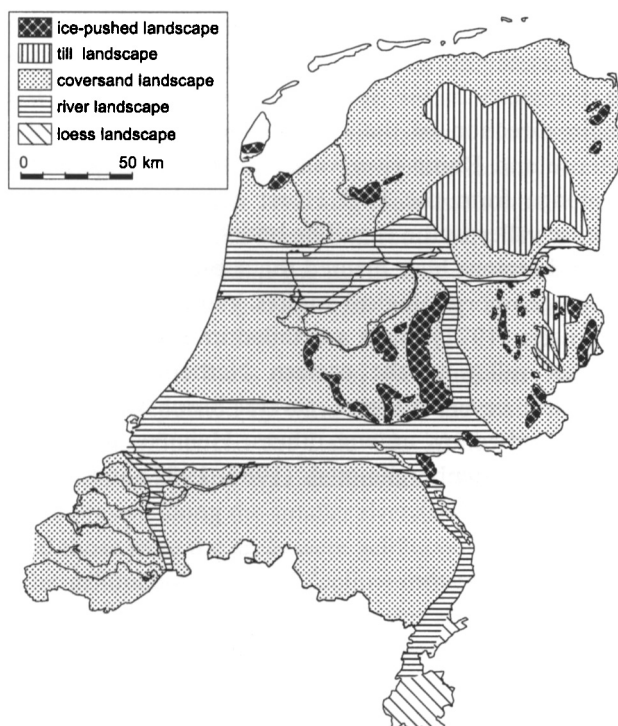 ice-pushed landscape
till landscape
coversand landscape
river landscape
loess landscape
0 50 km